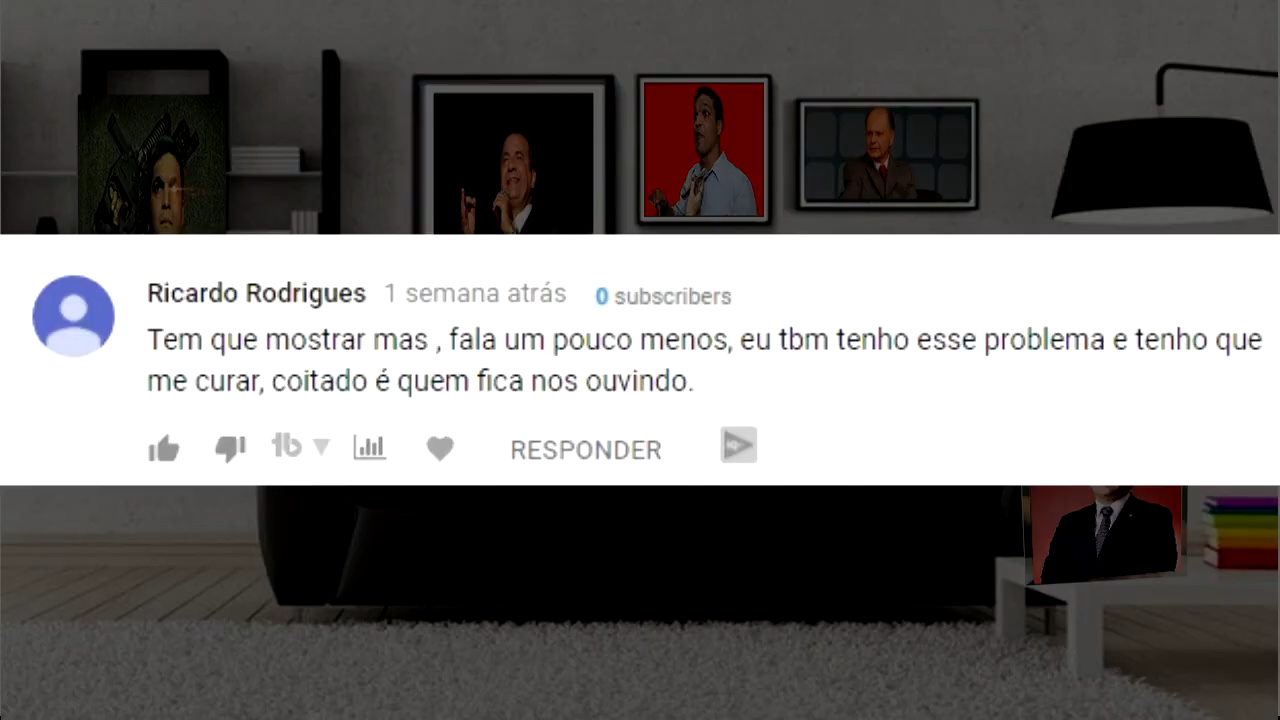 Ricardo Rodrigues 1 semana atrás 0 subscribers
Tem que mostrar mas , fala um pouco menos, eu tbm tenho esse problema e tenho que
me curar, coitado é quem fica nos ouvindo.
RESPONDER